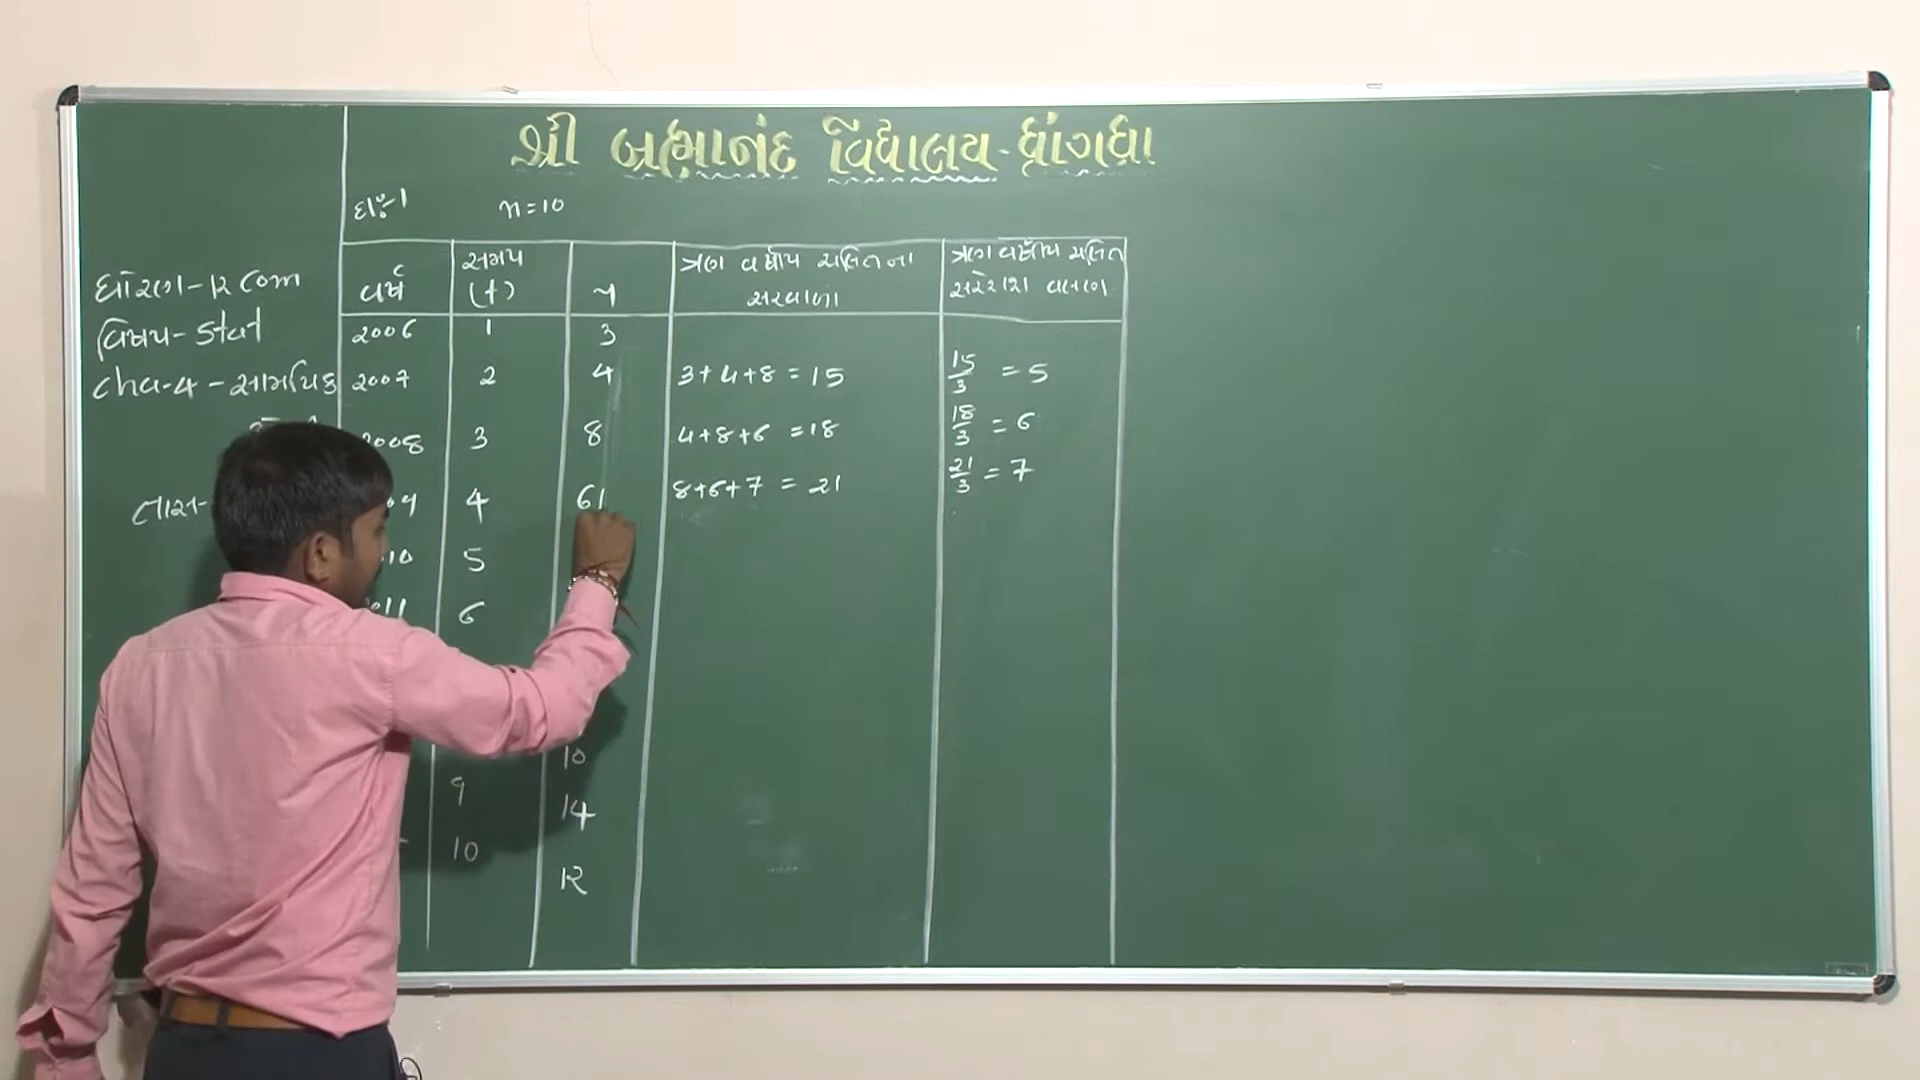 શ્રી બ્રહ્માનંદ વિદ્યાલય - ધ્રાંગધ્રા
દા:-1 n=10
ધોરણ-૧૨ com
વિષય- Stat
cha-4 - સામયિક
તાસ-
વર્ષ સમય (t) y ત્રણ વર્ષીય ચલિતના સરવાળા ત્રણ વર્ષીય ચલિત સરેરાશ વલણ
2006 1 3
2007 2 4 3+4+8 = 15 15/3 = 5
2008 3 8 4+8+6 = 18 18/3 = 6
4 6 8+6+7 = 21 21/3 = 7
5
6
10
9 14
10 12